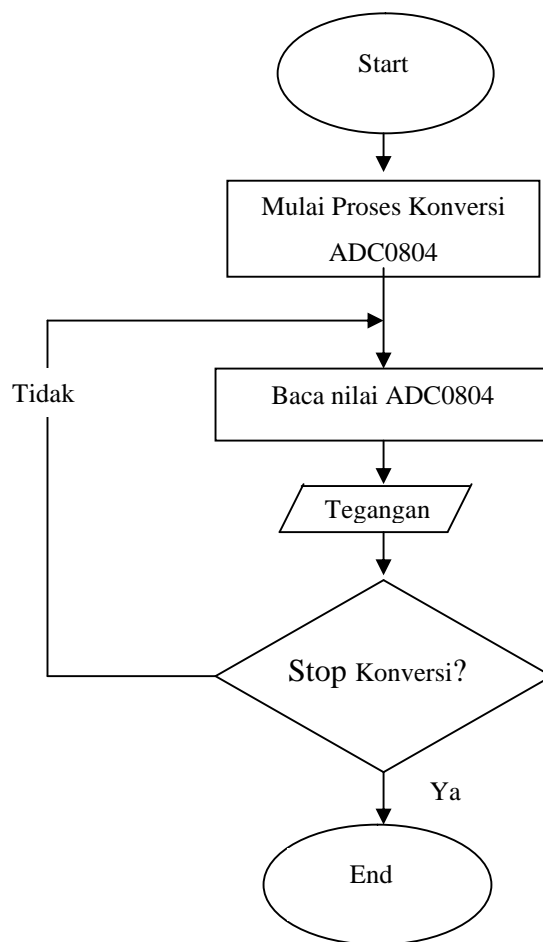 Start
Mulai Proses Konversi
ADC0804
Tidak
Baca nilai ADC0804
Tegangan
Stop Konversi?
Ya
End